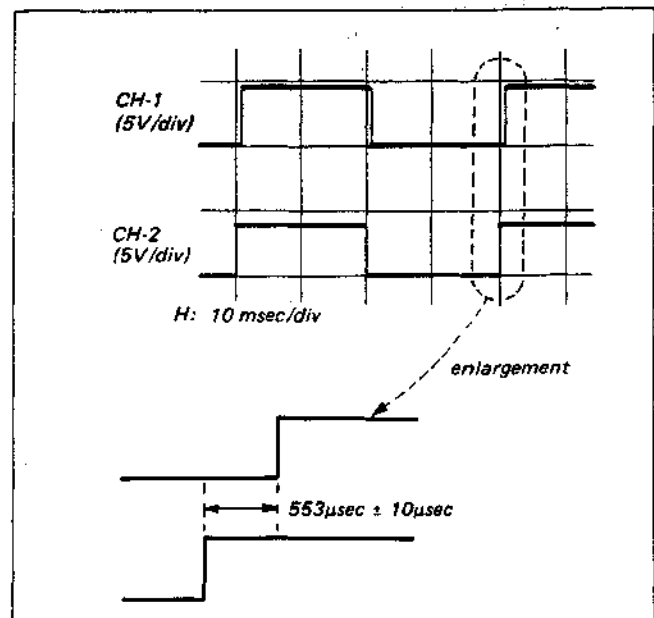 CH-1
(5V/div)
CH-2
(5V/div)
H: 10 msec/div
enlargement
553μsec ± 10μsec